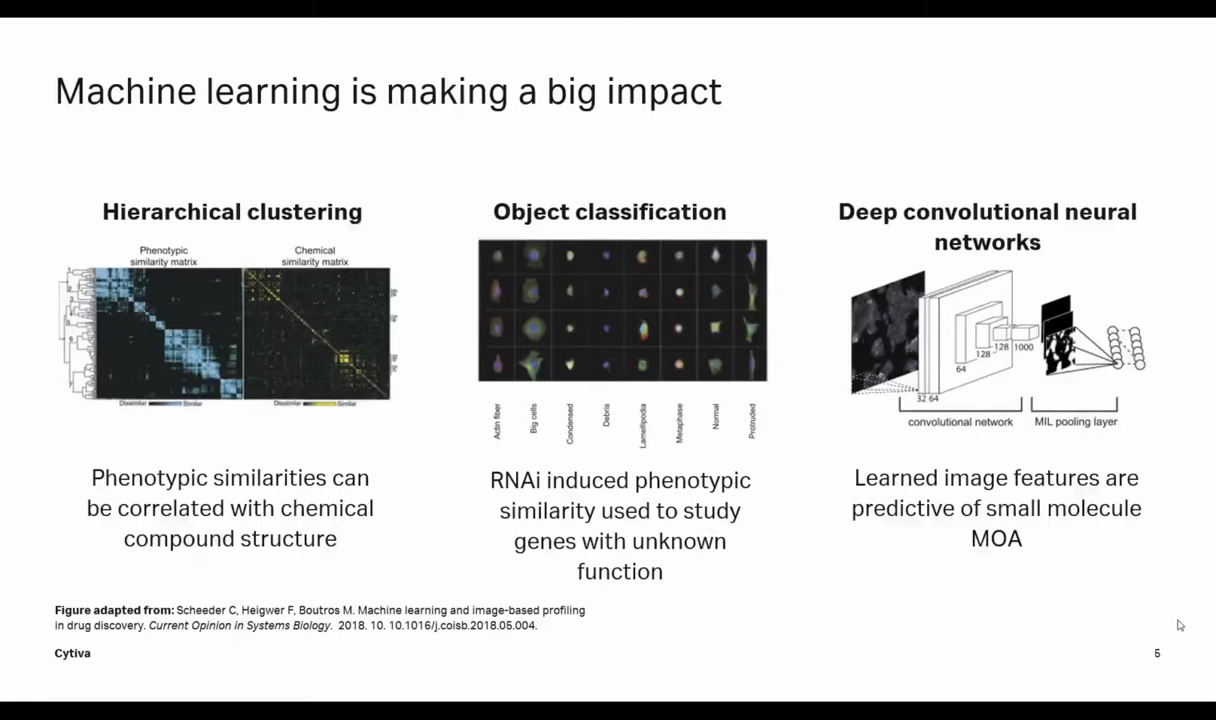 Machine learning is making a big impact
Hierarchical clustering
Phenotypic
similarity matrix
Chemical
similarity matrix
Dissimilar
Similar
Dissimilar
Similar
Phenotypic similarities can
be correlated with chemical
compound structure
Object classification
Actin fiber
Big cells
Condensed
Debris
Lamellipodia
Metaphase
Normal
Protruded
RNAi induced phenotypic
similarity used to study
genes with unknown
function
Deep convolutional neural
networks
32 64
64
128
128
1000
convolutional network
MIL pooling layer
Learned image features are
predictive of small molecule
MOA
Figure adapted from: Scheeder C, Heigwer F, Boutros M. Machine learning and image-based profiling
in drug discovery. Current Opinion in Systems Biology. 2018. 10. 10.1016/j.coisb.2018.05.004.
Cytiva
5